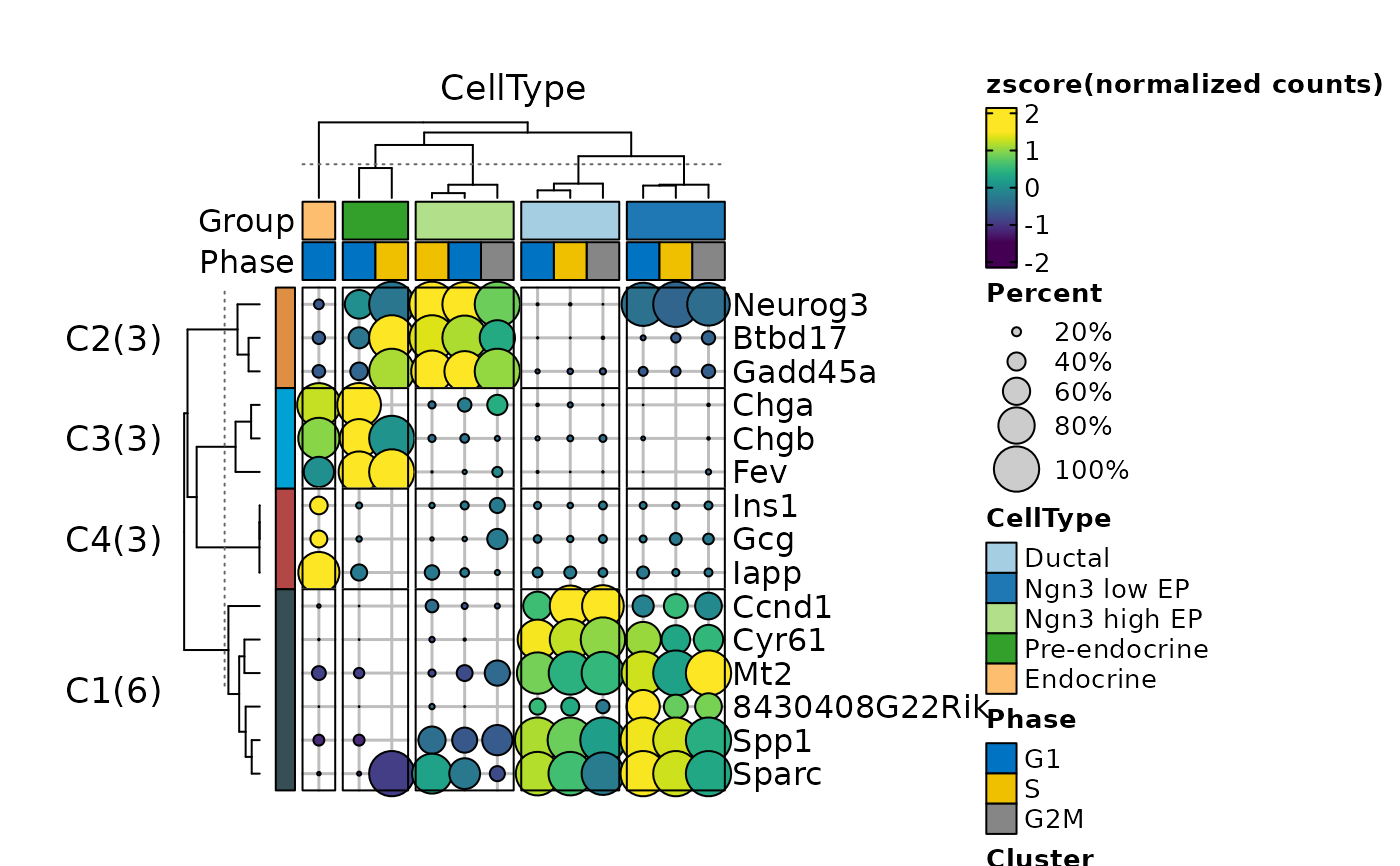 CellType
Group
Phase
C2(3)
C3(3)
C4(3)
C1(6)
Neurog3
Btbd17
Gadd45a
Chga
Chgb
Fev
Ins1
Gcg
Iapp
Ccnd1
Cyr61
Mt2
8430408G22Rik
Spp1
Sparc
zscore(normalized counts)
2
1
0
-1
-2
Percent
20%
40%
60%
80%
100%
CellType
Ductal
Ngn3 low EP
Ngn3 high EP
Pre-endocrine
Endocrine
Phase
G1
S
G2M
Cluster